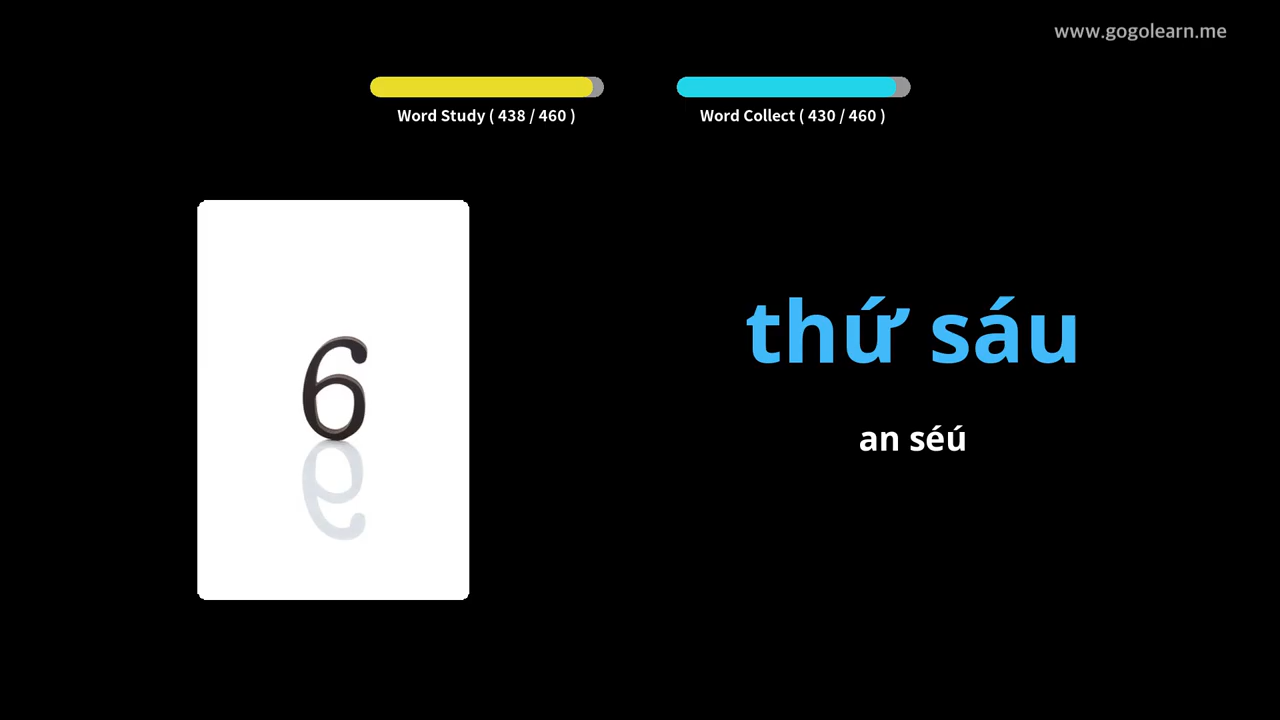 www.gogolearn.me
Word Study ( 438 / 460 )
Word Collect ( 430 / 460 )
6
thứ sáu
an séú